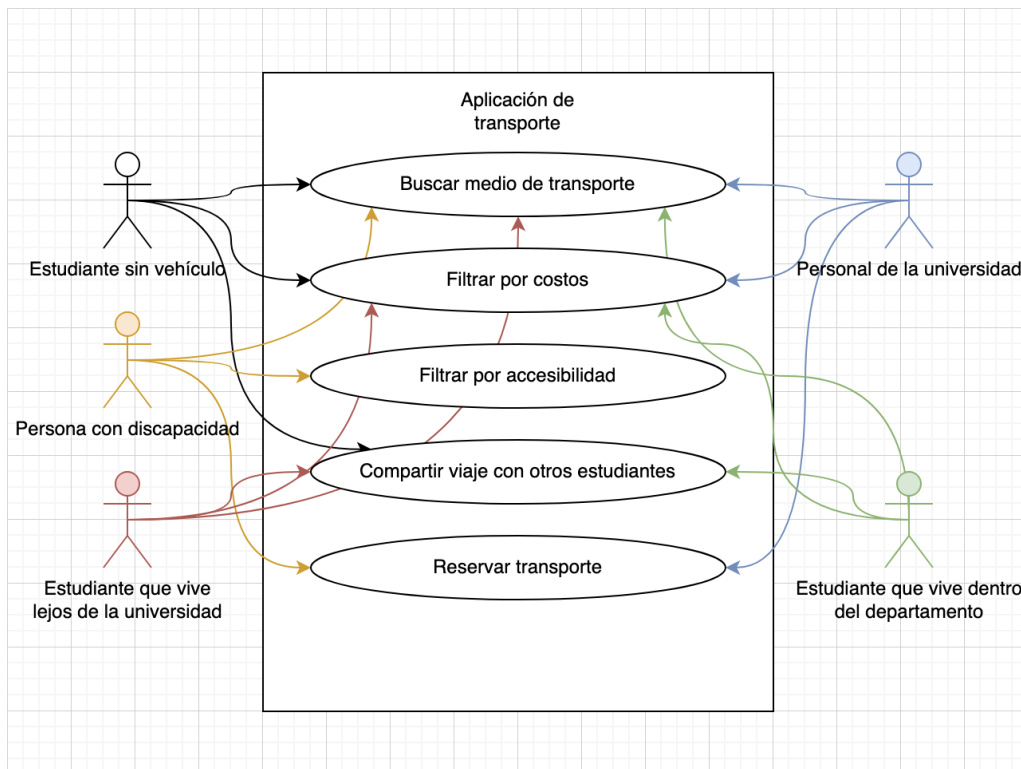 Aplicación de
transporte
Buscar medio de transporte
Estudiante sin vehículo
Personal de la universidad
Filtrar por costos
Filtrar por accesibilidad
Persona con discapacidad
Compartir viaje con otros estudiantes
Reservar transporte
Estudiante que vive
lejos de la universidad
Estudiante que vive dentro
del departamento